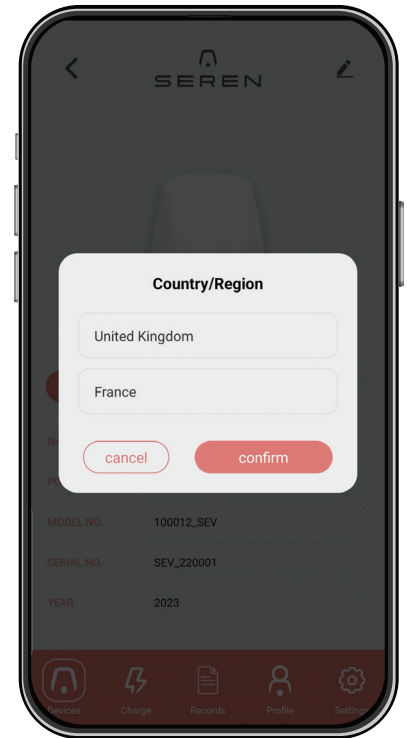 SEREN
Country/Region
United Kingdom
France
cancel
confirm
MODEL NO. 100012_SEV
SERIAL NO. SEV_220001
YEAR 2023
Devices Charge Records Profile Settings